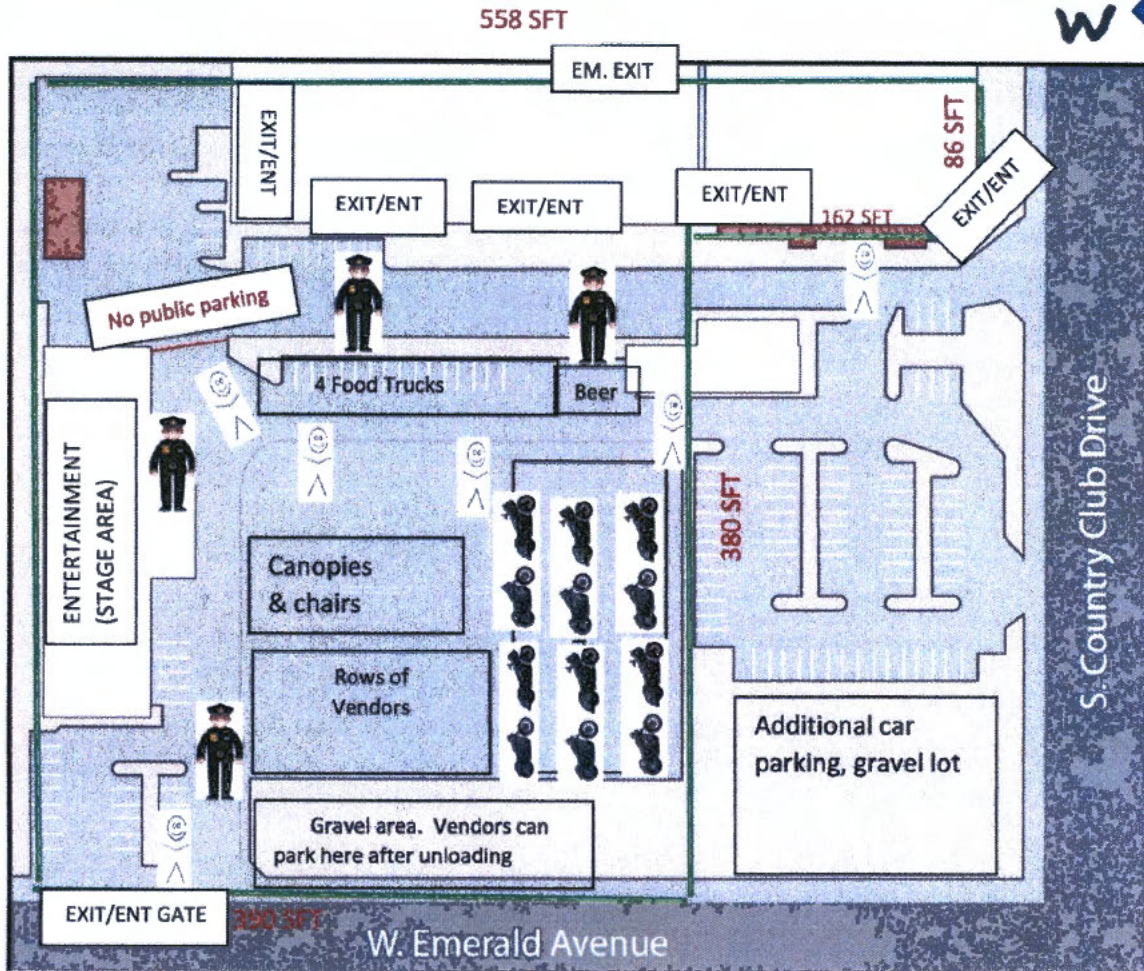 558 SFT
W
EM. EXIT
EXIT/ENT
86 SFT
EXIT/ENT
EXIT/ENT
EXIT/ENT
EXIT/ENT
162 SFT
No public parking
4 Food Trucks
Beer
ENTERTAINMENT
(STAGE AREA)
380 SFT
S. Country Club Drive
Canopies
& chairs
Rows of
Vendors
Additional car
parking, gravel lot
Gravel area. Vendors can
park here after unloading
EXIT/ENT GATE
390 SFT
W. Emerald Avenue